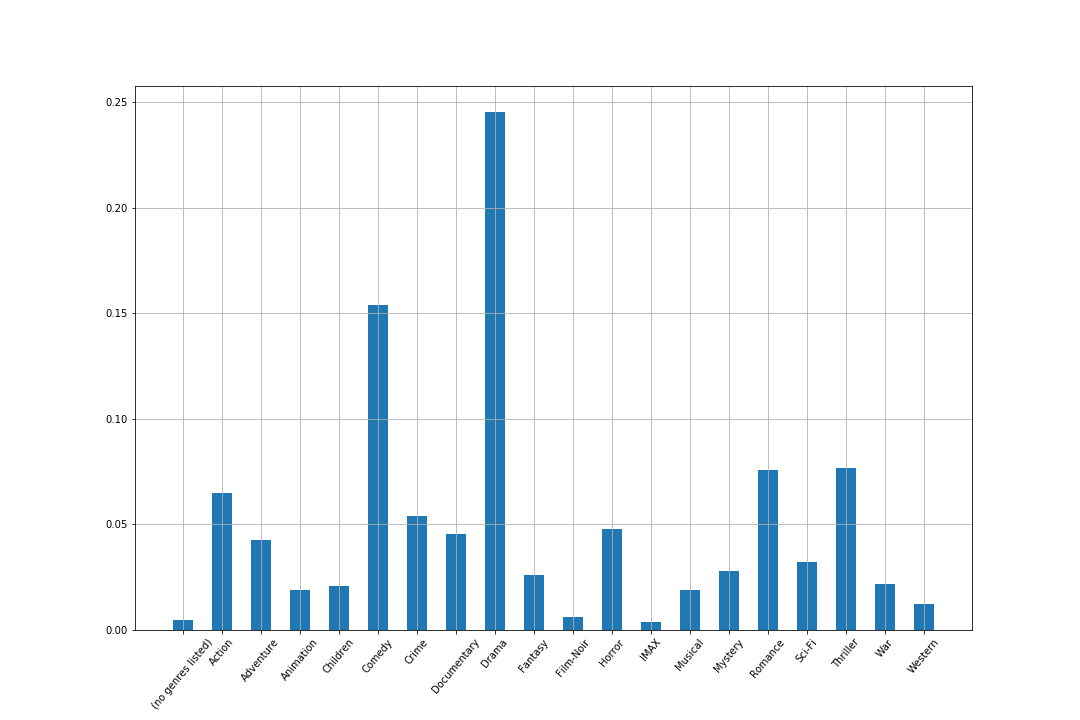 0.25
0.20
0.15
0.10
0.05
0.00
(no genres listed)
Action
Adventure
Animation
Children
Comedy
Crime
Documentary
Drama
Fantasy
Film-Noir
Horror
IMAX
Musical
Mystery
Romance
Sci-Fi
Thriller
War
Western